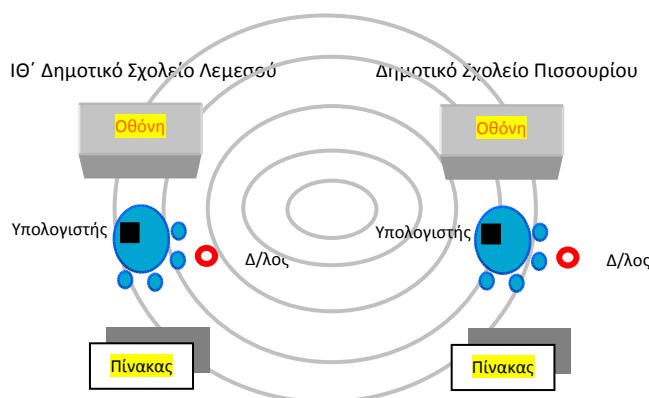 ΙΘ΄ Δημοτικό Σχολείο Λεμεσού
Δημοτικό Σχολείο Πισσουρίου
Οθόνη
Οθόνη
Υπολογιστής
Υπολογιστής
Δ/λος
Δ/λος
Πίνακας
Πίνακας